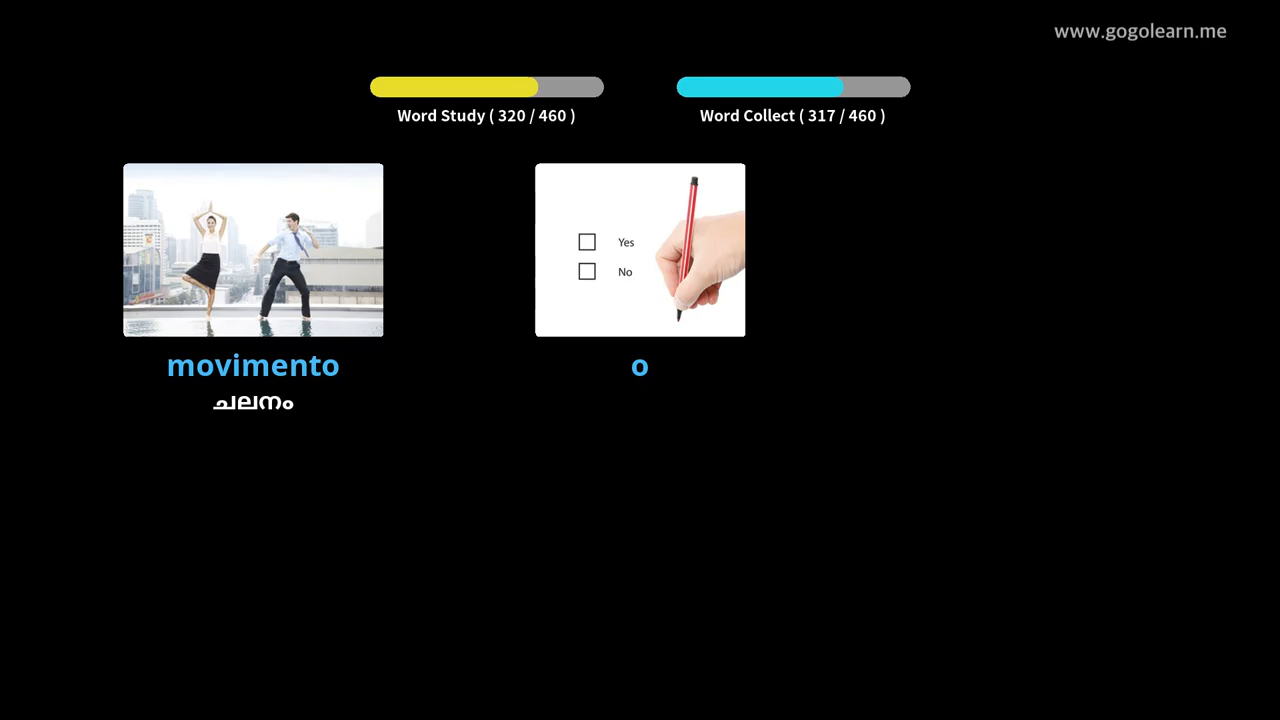 www.gogolearn.me
Word Study ( 320 / 460 )
Word Collect ( 317 / 460 )
Yes
No
movimento
o
ചലനം